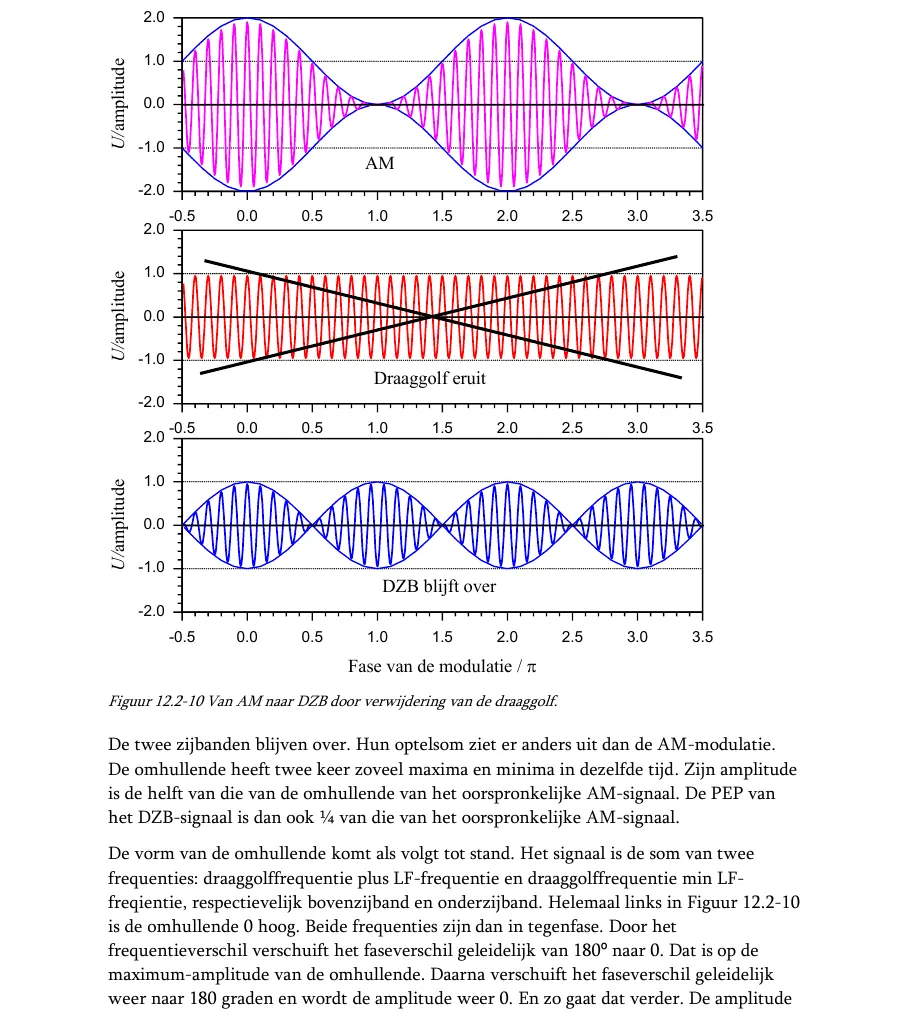 2.0
1.0
0.0
-1.0
-2.0
U/amplitude
AM
-0.5 0.0 0.5 1.0 1.5 2.0 2.5 3.0 3.5
2.0
1.0
0.0
-1.0
-2.0
U/amplitude
Draaggolf eruit
-0.5 0.0 0.5 1.0 1.5 2.0 2.5 3.0 3.5
2.0
1.0
0.0
-1.0
-2.0
U/amplitude
DZB blijft over
-0.5 0.0 0.5 1.0 1.5 2.0 2.5 3.0 3.5
Fase van de modulatie / π
Figuur 12.2-10 Van AM naar DZB door verwijdering van de draaggolf.
De twee zijbanden blijven over. Hun optelsom ziet er anders uit dan de AM-modulatie.
De omhullende heeft twee keer zoveel maxima en minima in dezelfde tijd. Zijn amplitude
is de helft van die van de omhullende van het oorspronkelijke AM-signaal. De PEP van
het DZB-signaal is dan ook ¼ van die van het oorspronkelijke AM-signaal.
De vorm van de omhullende komt als volgt tot stand. Het signaal is de som van twee
frequenties: draaggolffrequentie plus LF-frequentie en draaggolffrequentie min LF-
freqientie, respectievelijk bovenzijband en onderzijband. Helemaal links in Figuur 12.2-10
is de omhullende 0 hoog. Beide frequenties zijn dan in tegenfase. Door het
frequentieverschil verschuift het faseverschil geleidelijk van 180º naar 0. Dat is op de
maximum-amplitude van de omhullende. Daarna verschuift het faseverschil geleidelijk
weer naar 180 graden en wordt de amplitude weer 0. En zo gaat dat verder. De amplitude